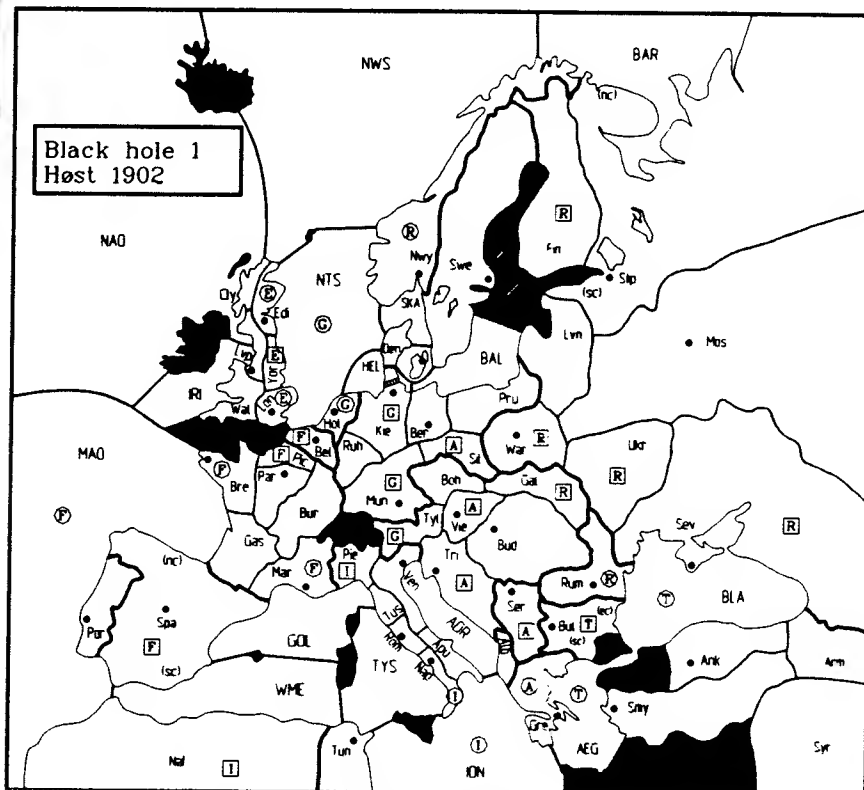 NWS
BAR
(nc)
Black hole 1
Høst 1902
R
R
NAO
NTS
Nwy
Swe
Fin
Stp
(sc)
Cly
E
Edi
G
SKA
Den
Lvn
Mos
E
Yor
HEL
BAL
IRI
Wal
E
Hol
G
G
Kie
Ber
Pru
MAO
F
Bel
Ruh
A
Sil
War
R
Ukr
R
F
Pic
F
Bre
Par
G
Mun
Boh
Gal
R
F
Bur
Tyl
Vie
A
Sev
R
Gas
G
Bud
(nc)
Mar
F
Pie
I
Ven
Tri
A
Rum
R
T
BLA
Por
Spa
F
(sc)
GOL
Tus
Rom
ADR
Apu
Ser
A
Bul
T
(ec)
(sc)
Ank
Arm
WME
TYS
Nap
I
A
T
Gre
Smy
Naf
I
Tun
I
ION
AEG
Syr